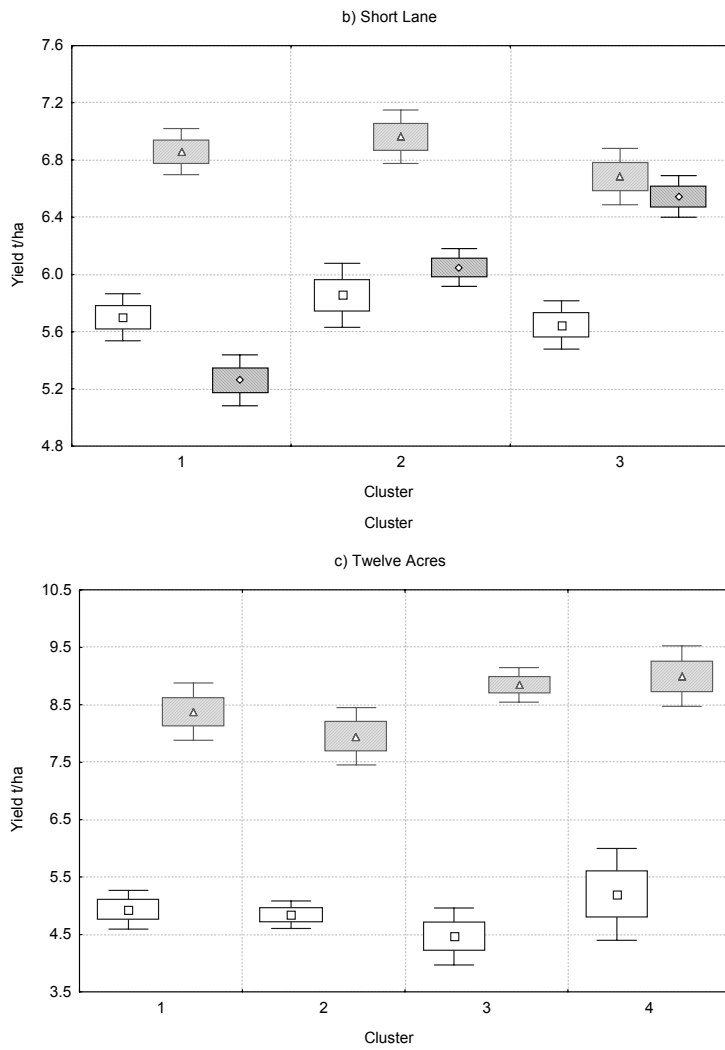 b) Short Lane
7.6
7.2
6.8
6.4
6.0
5.6
5.2
4.8
Yield t/ha
1 2 3
Cluster
Cluster
c) Twelve Acres
10.5
9.5
8.5
7.5
6.5
5.5
4.5
3.5
Yield t/ha
1 2 3 4
Cluster